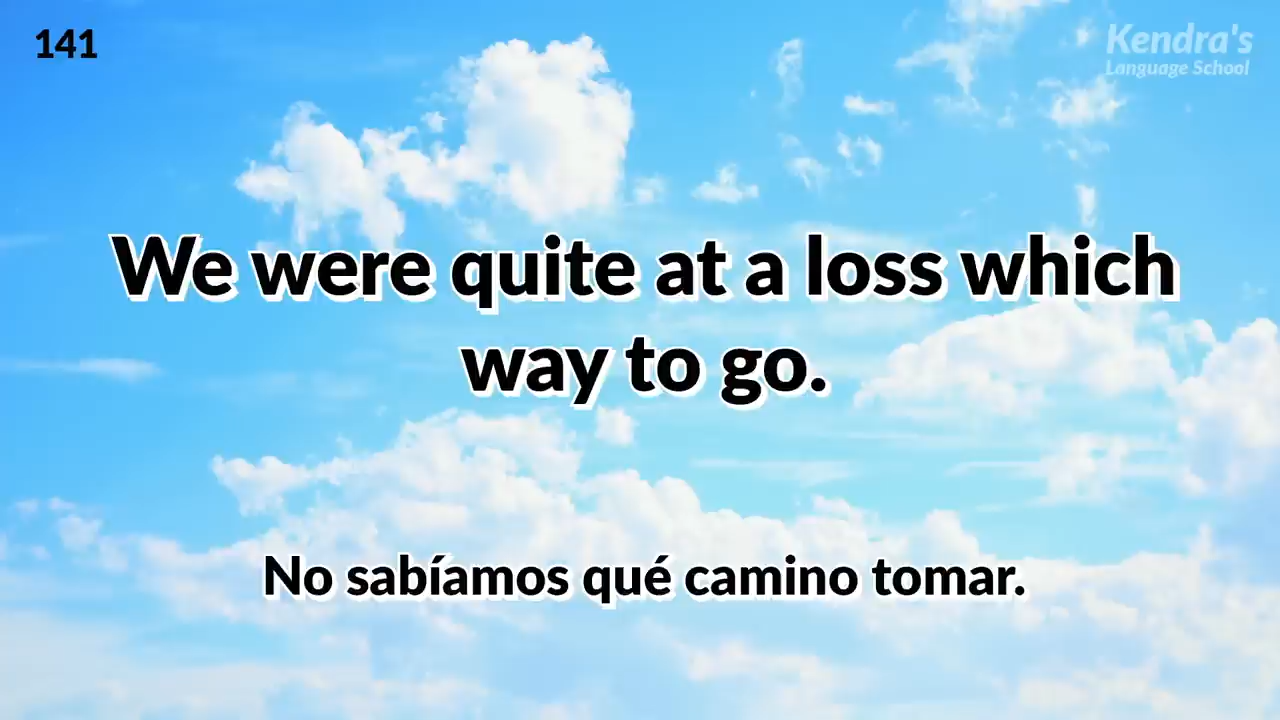 141
Kendra's
Language School
We were quite at a loss which
way to go.
No sabíamos qué camino tomar.